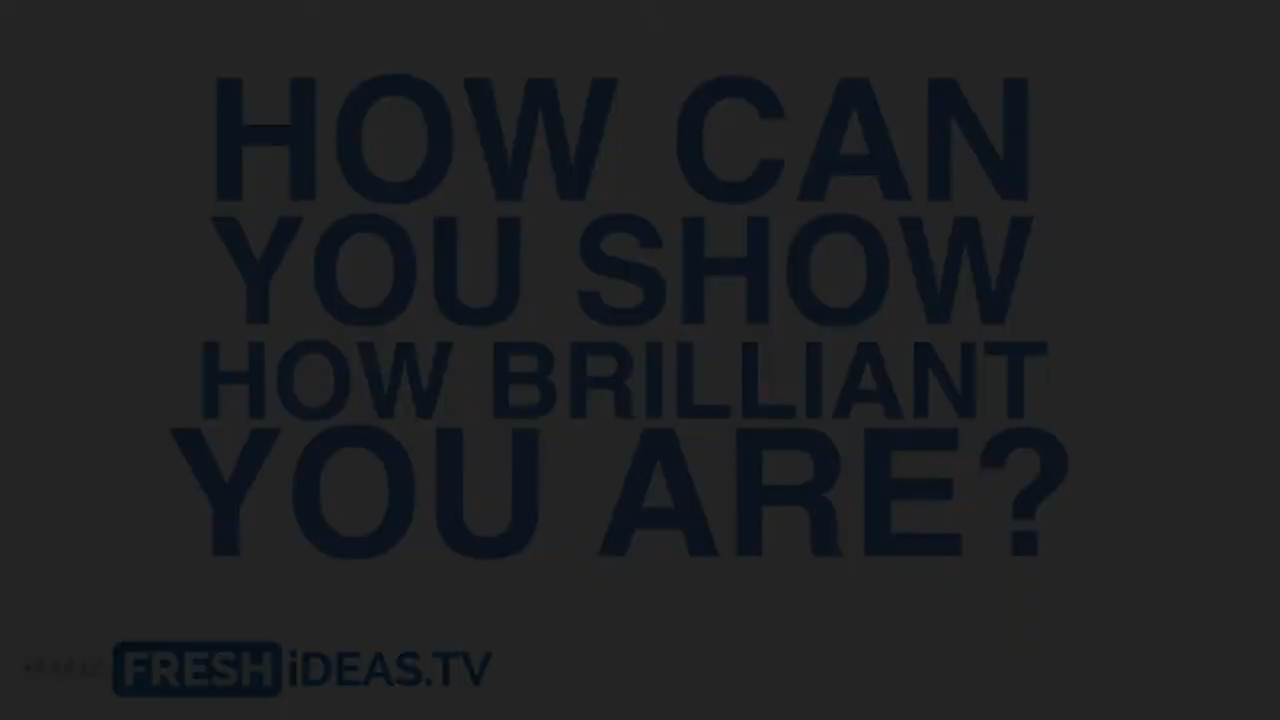 HOW CAN
YOU SHOW
HOW BRILLIANT
YOU ARE?
FRESH iDEAS.TV